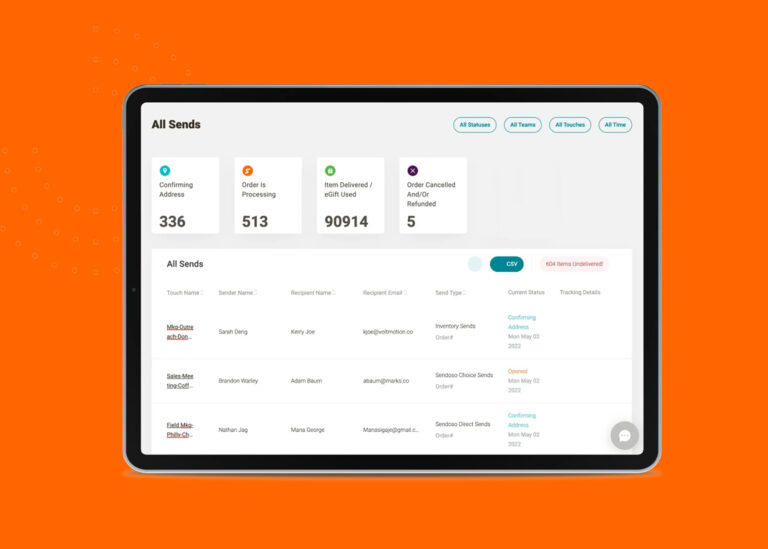 All Sends
All Statuses
All Teams
All Touches
All Time
Confirming
Address
336
Order Is
Processing
513
Item Delivered /
eGift Used
90914
Order Cancelled
And/Or
Refunded
5
All Sends
CSV
604 Items Undelivered!
Touch Name
Sender Name
Recipient Name
Recipient Email
Send Type
Current Status
Tracking Details
Mkg-Outre
ach-Don...
Sarah Deng
Kerry Joe
kjoe@voltmotion.co
Inventory Sends
Order#
Confirming
Address
Mon May 02
2022
Sales-Mee
ting-Coff...
Brandon Warley
Adam Baum
abaum@marks.co
Sendoso Choice Sends
Order#
Opened
Mon May 02
2022
Field Mkg-
Philly-Ch...
Nathan Jag
Mana George
Manasigaje@gmail.c...
Sendoso Direct Sends
Order#
Confirming
Address
Mon May 02
2022